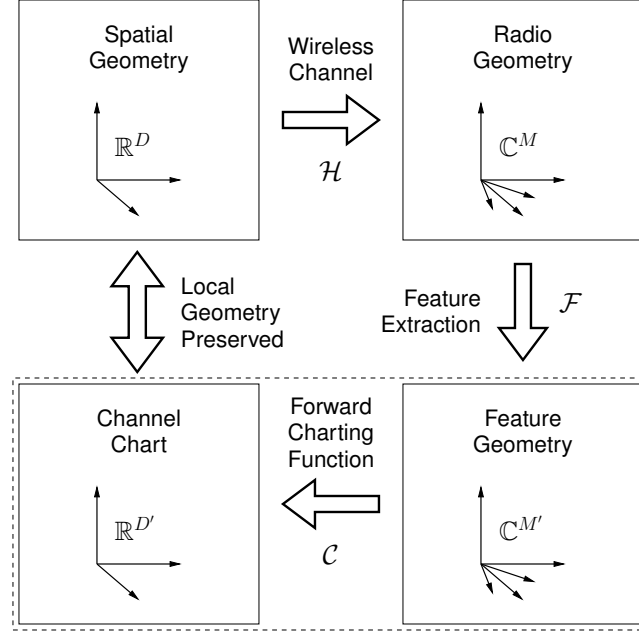 Spatial
Geometry
ℝ^D
Wireless
Channel
ℋ
Radio
Geometry
ℂ^M
Local
Geometry
Preserved
Feature
Extraction
ℱ
Channel
Chart
ℝ^{D′}
Forward
Charting
Function
𝒞
Feature
Geometry
ℂ^{M′}